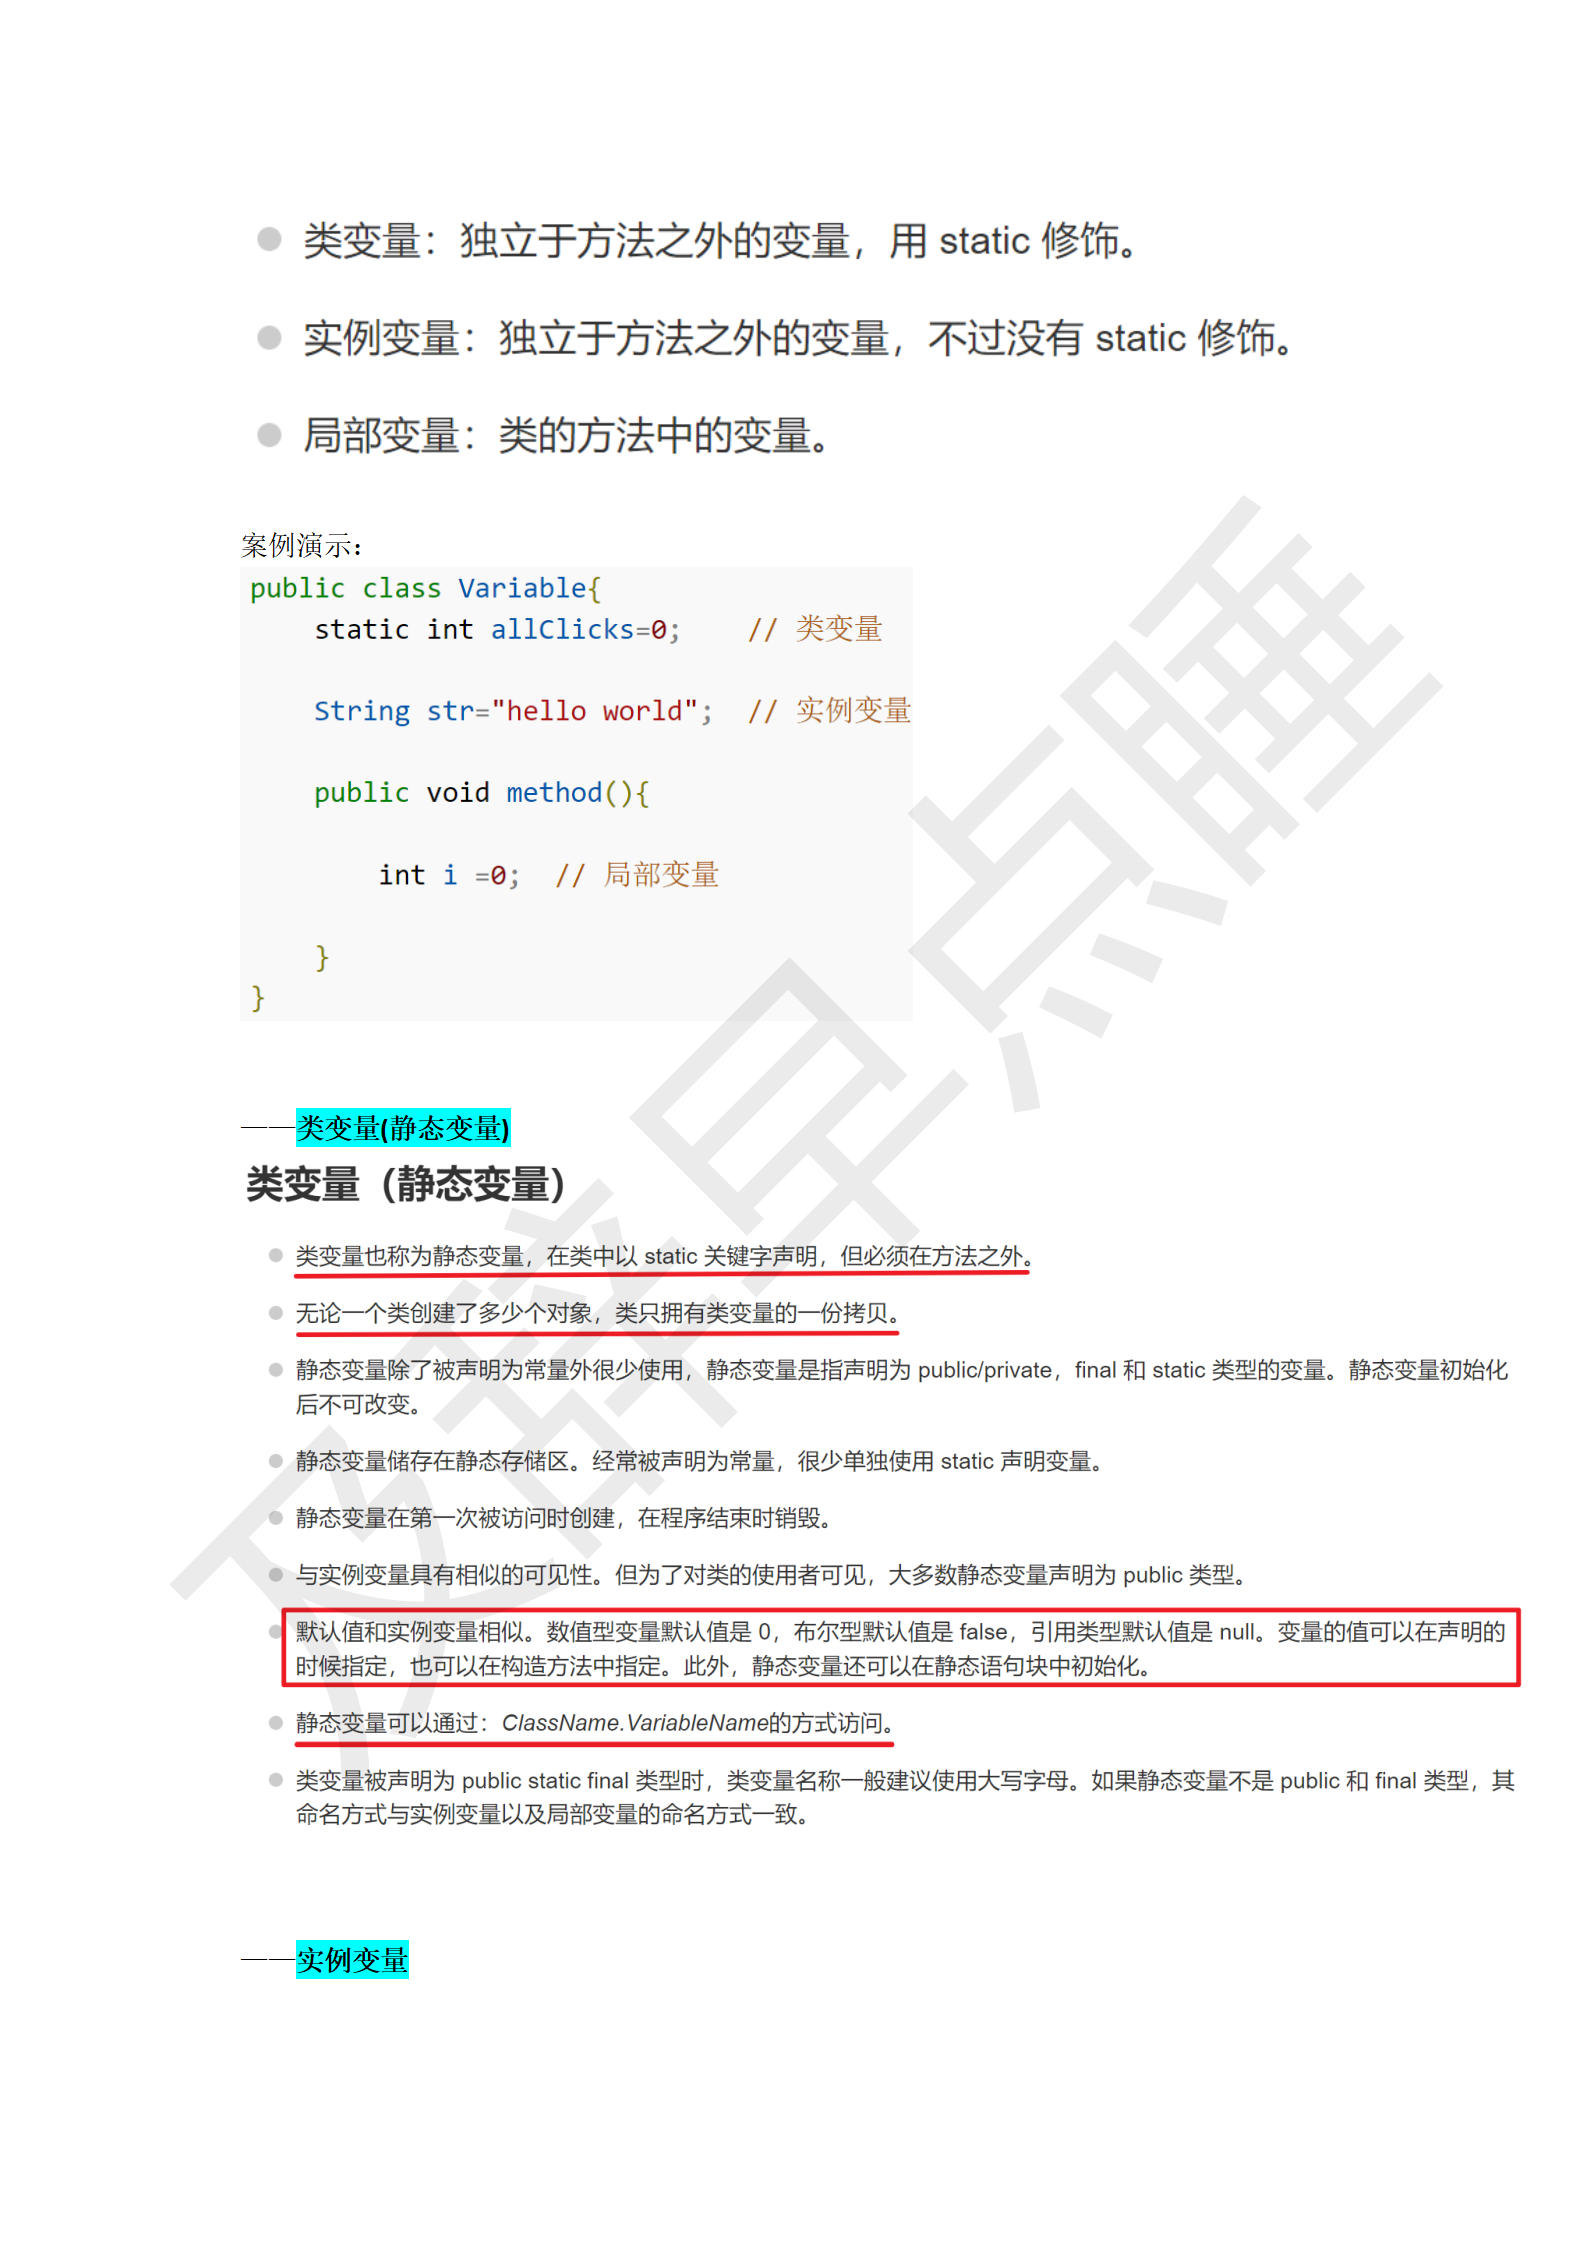 类变量：独立于方法之外的变量，用 static 修饰。
实例变量：独立于方法之外的变量，不过没有 static 修饰。
局部变量：类的方法中的变量。
案例演示：
public class Variable{
    static int allClicks=0;    // 类变量
    String str="hello world";  // 实例变量
    public void method(){
        int i =0;  // 局部变量
    }
}
——类变量(静态变量)
类变量（静态变量）
类变量也称为静态变量，在类中以 static 关键字声明，但必须在方法之外。
无论一个类创建了多少个对象，类只拥有类变量的一份拷贝。
静态变量除了被声明为常量外很少使用，静态变量是指声明为 public/private，final 和 static 类型的变量。静态变量初始化
后不可改变。
静态变量储存在静态存储区。经常被声明为常量，很少单独使用 static 声明变量。
静态变量在第一次被访问时创建，在程序结束时销毁。
与实例变量具有相似的可见性。但为了对类的使用者可见，大多数静态变量声明为 public 类型。
默认值和实例变量相似。数值型变量默认值是 0，布尔型默认值是 false，引用类型默认值是 null。变量的值可以在声明的
时候指定，也可以在构造方法中指定。此外，静态变量还可以在静态语句块中初始化。
静态变量可以通过：ClassName.VariableName的方式访问。
类变量被声明为 public static final 类型时，类变量名称一般建议使用大写字母。如果静态变量不是 public 和 final 类型，其
命名方式与实例变量以及局部变量的命名方式一致。
——实例变量
及辞早点睡